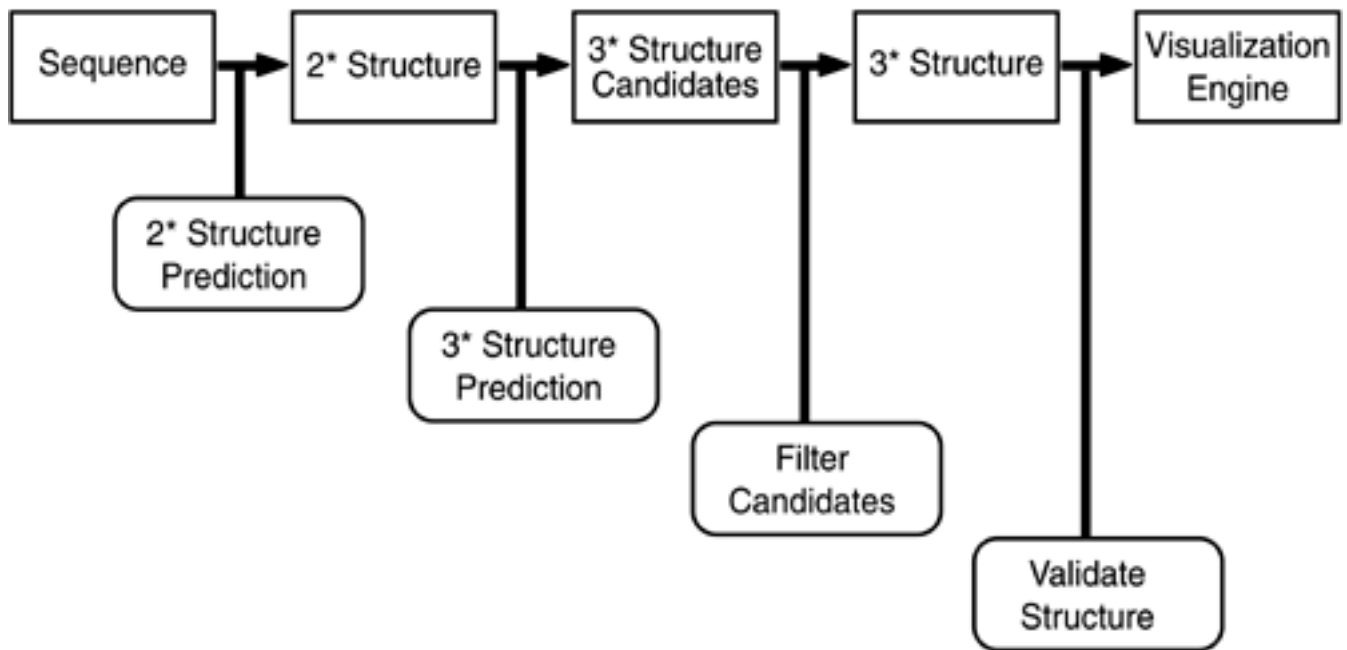 Sequence
2* Structure
3* Structure
Candidates
3* Structure
Visualization
Engine
2* Structure
Prediction
3* Structure
Prediction
Filter
Candidates
Validate
Structure